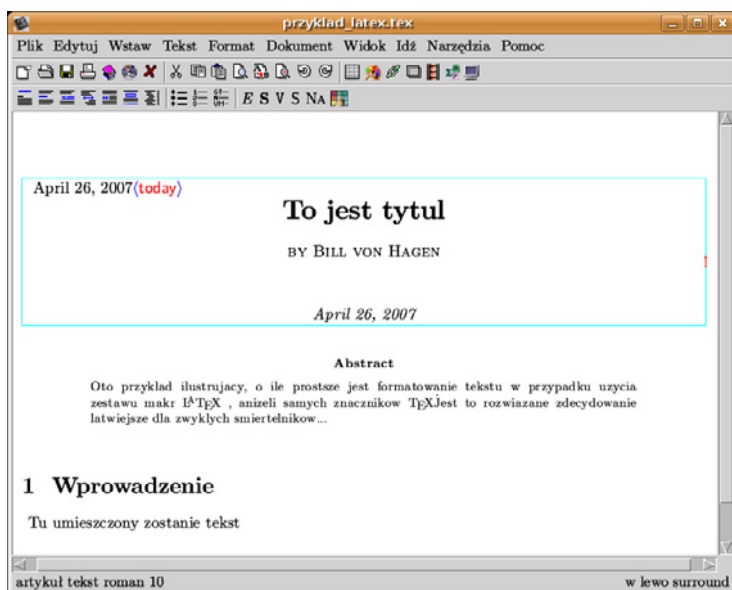 przyklad_latex.tex
Plik Edytuj Wstaw Tekst Format Dokument Widok Idź Narzędzia Pomoc
E S V S NA
April 26, 2007⟨today⟩
To jest tytul
BY BILL VON HAGEN
April 26, 2007
Abstract
Oto przyklad ilustrujacy, o ile prostsze jest formatowanie tekstu w przypadku uzycia
zestawu makr LATEX , anizeli samych znacznikow TEXJest to rozwiazane zdecydowanie
latwiejsze dla zwyklych smiertelnikow...
1 Wprowadzenie
Tu umieszczony zostanie tekst
artykuł tekst roman 10 w lewo surround